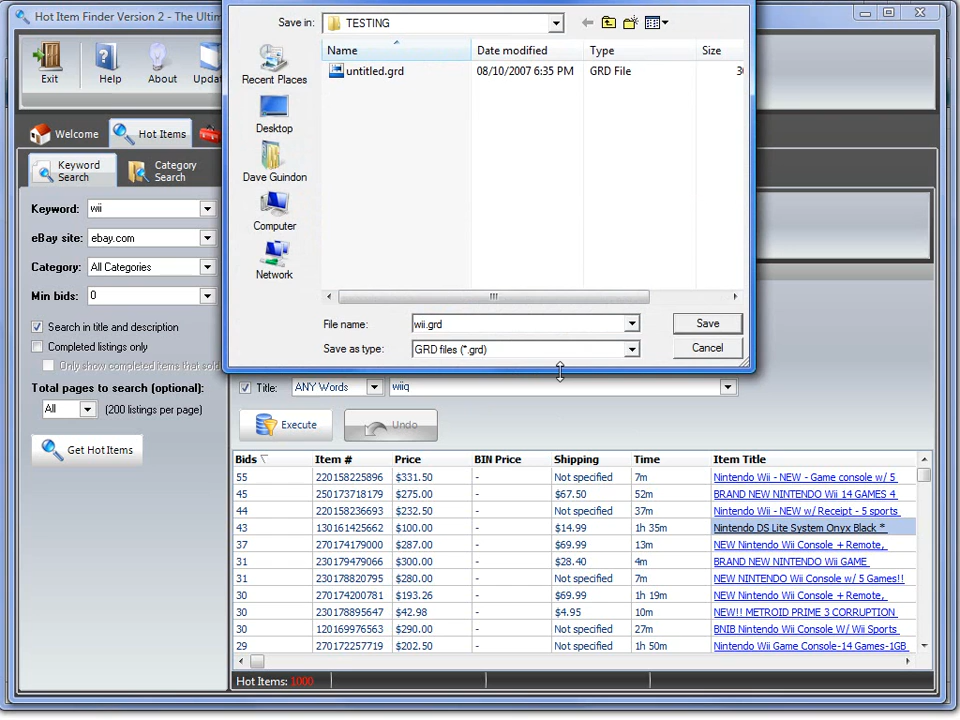 Hot Item Finder Version 2 - The Ultim
Exit
Help
About
Updat
Welcome
Hot Items
Keyword Search
Category Search
Keyword: wii
eBay site: ebay.com
Category: All Categories
Min bids: 0
Search in title and description
Completed listings only
Only show completed items that sol
Total pages to search (optional):
All (200 listings per page)
Get Hot Items
Save in: TESTING
Name Date modified Type Size
untitled.grd 08/10/2007 6:35 PM GRD File
Recent Places
Desktop
Dave Guindon
Computer
Network
File name: wii.grd Save
Save as type: GRD files (*.grd) Cancel
Title: ANY Words wiiq
Execute Undo
Bids Item # Price BIN Price Shipping Time Item Title
55 220158225896 $331.50 - Not specified 7m Nintendo Wii - NEW - Game console w/ 5
45 250173718179 $275.00 - $67.50 52m BRAND NEW NINTENDO Wii 14 GAMES 4
44 220158236693 $232.50 - Not specified 37m Nintendo Wii - NEW w/ Receipt - 5 sports
43 130161425662 $100.00 - $14.99 1h 35m Nintendo DS Lite System Onyx Black *
37 270174179000 $287.00 - $69.99 13m NEW Nintendo Wii Console + Remote,
31 230179479066 $300.00 - $28.40 4m BRAND NEW NINTENDO Wii GAME
31 230178820795 $280.00 - Not specified 7m NEW NINTENDO Wii Console w/ 5 Games!!
30 270174200781 $193.26 - $69.99 1h 19m NEW Nintendo Wii Console + Remote,
30 230178895647 $42.98 - $4.95 10m NEW!! METROID PRIME 3 CORRUPTION
30 120169976563 $290.00 - Not specified 27m BNIB Nintendo Wii Console W/ Wii Sports
29 270172257719 $202.50 - Not specified 1h 50m Nintendo Wii Game Console-14 Games-1GB
Hot Items: 1000